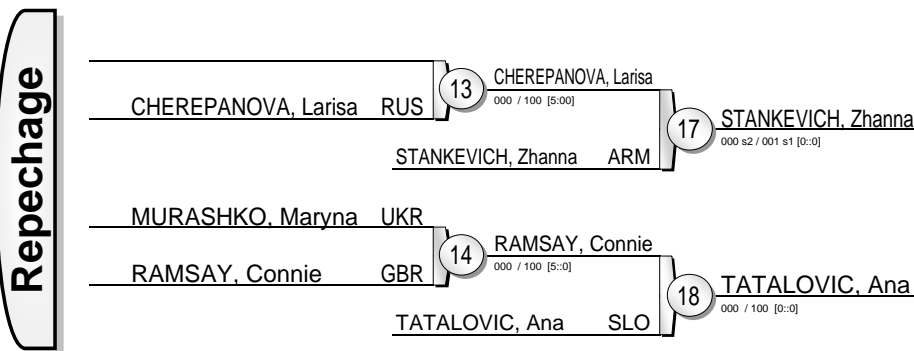 Repechage
CHEREPANOVA, Larisa RUS
13
CHEREPANOVA, Larisa
000 / 100 [5:00]
STANKEVICH, Zhanna ARM
17
STANKEVICH, Zhanna
000 s2 / 001 s1 [0::0]
MURASHKO, Maryna UKR
RAMSAY, Connie GBR
14
RAMSAY, Connie
000 / 100 [5::0]
TATALOVIC, Ana SLO
18
TATALOVIC, Ana
000 / 100 [0::0]